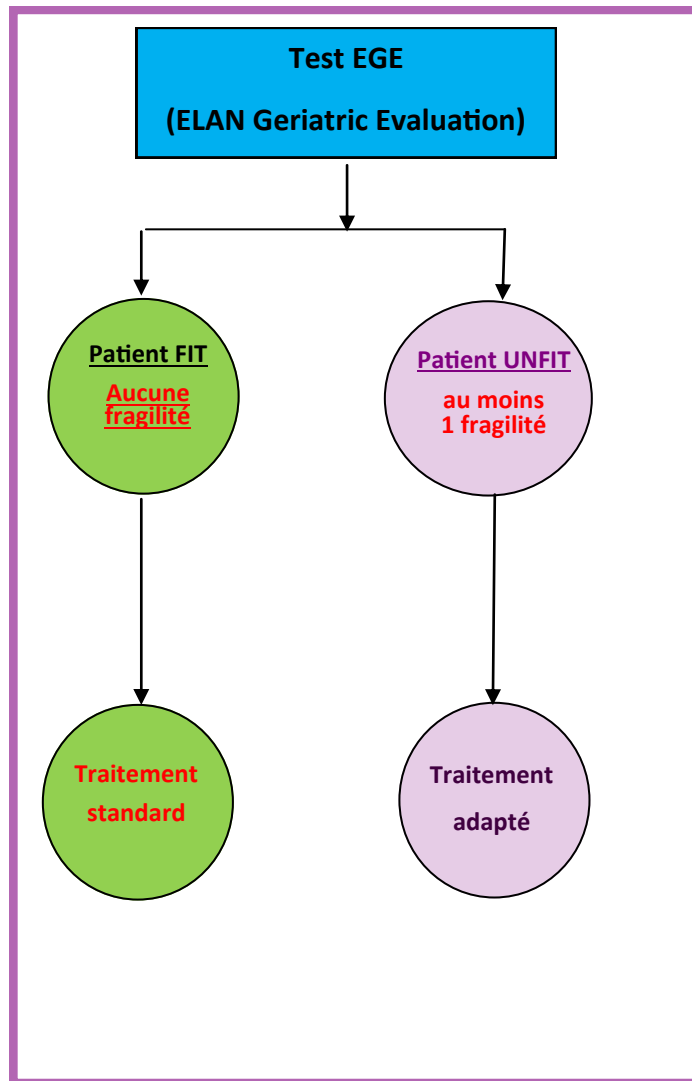 Test EGE
(ELAN Geriatric Evaluation)
Patient FIT
Aucune
fragilité
Patient UNFIT
au moins
1 fragilité
Traitement
standard
Traitement
adapté